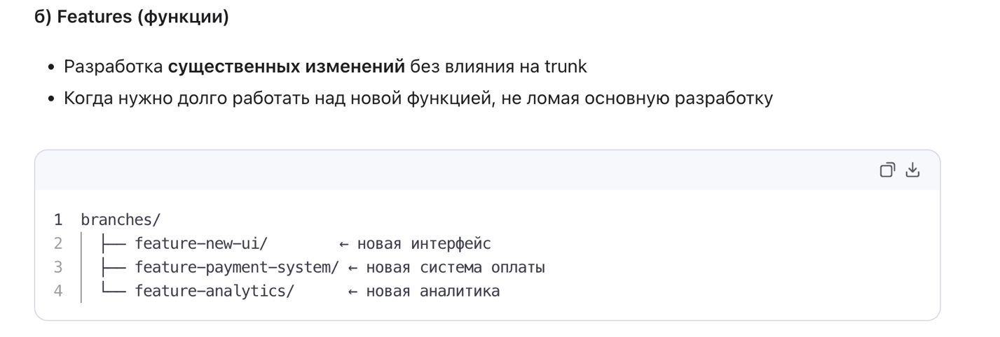 б) Features (функции)
• Разработка существенных изменений без влияния на trunk
• Когда нужно долго работать над новой функцией, не ломая основную разработку
1 branches/
2 ├── feature-new-ui/        ← новая интерфейс
3 ├── feature-payment-system/ ← новая система оплаты
4 └── feature-analytics/      ← новая аналитика